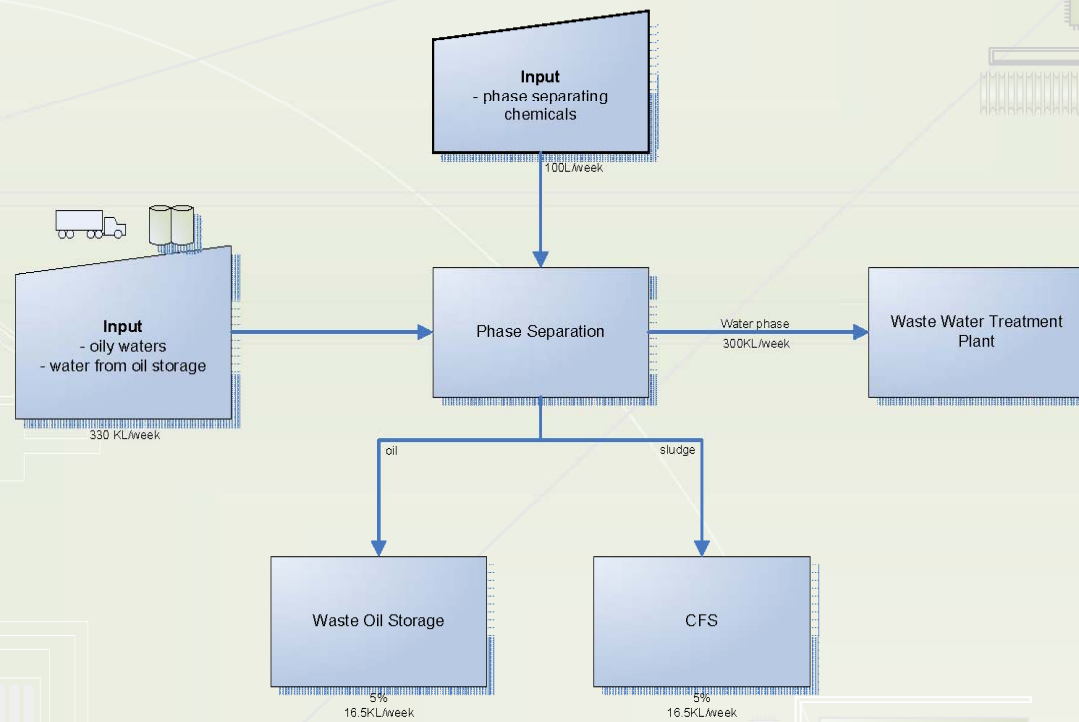 Input
- phase separating
chemicals
100L/week
Input
- oily waters
- water from oil storage
330 KL/week
Phase Separation
Water phase
300KL/week
Waste Water Treatment
Plant
oil
sludge
Waste Oil Storage
5%
16.5KL/week
CFS
5%
16.5KL/week